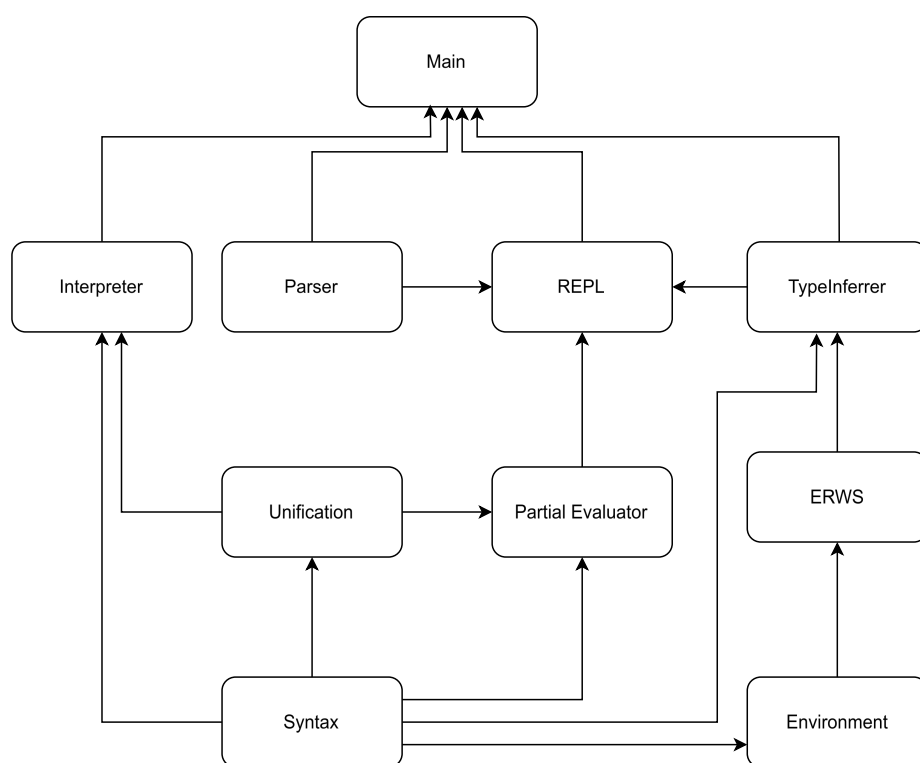 Main
Interpreter
Parser
REPL
TypeInferrer
Unification
Partial Evaluator
ERWS
Syntax
Environment